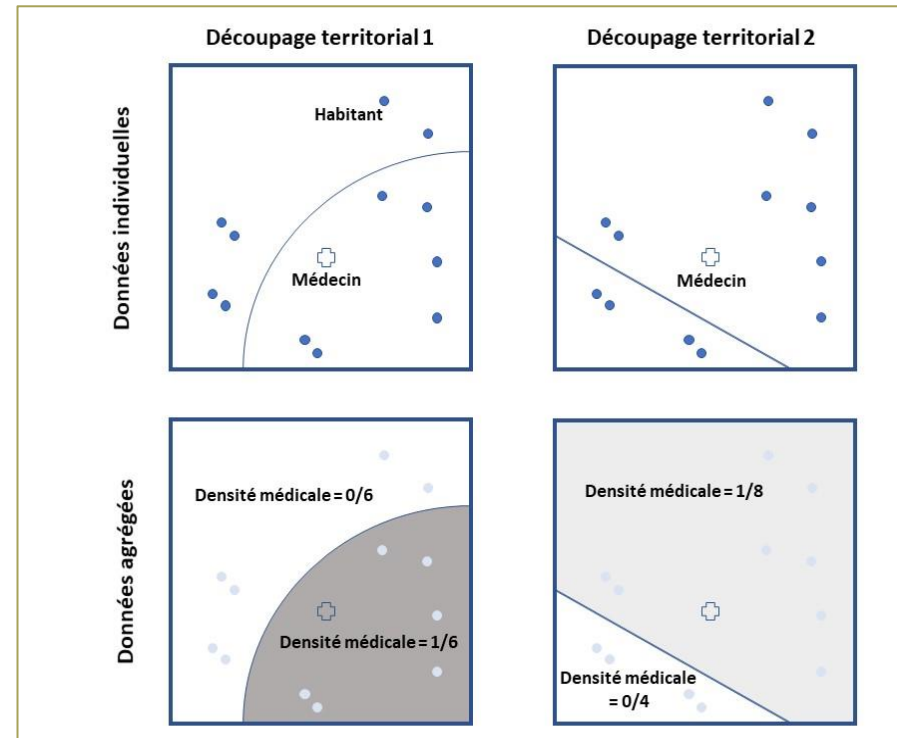 Découpage territorial 1
Découpage territorial 2
Données individuelles
Habitant
Médecin
Médecin
Données agrégées
Densité médicale = 0/6
Densité médicale = 1/6
Densité médicale = 1/8
Densité médicale
= 0/4